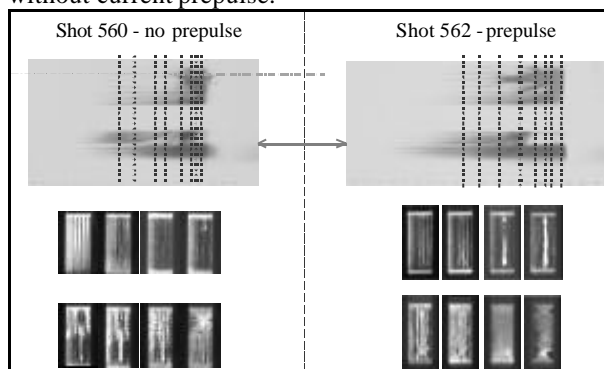 without current prepulse.
Shot 560 - no prepulse
Shot 562 - prepulse